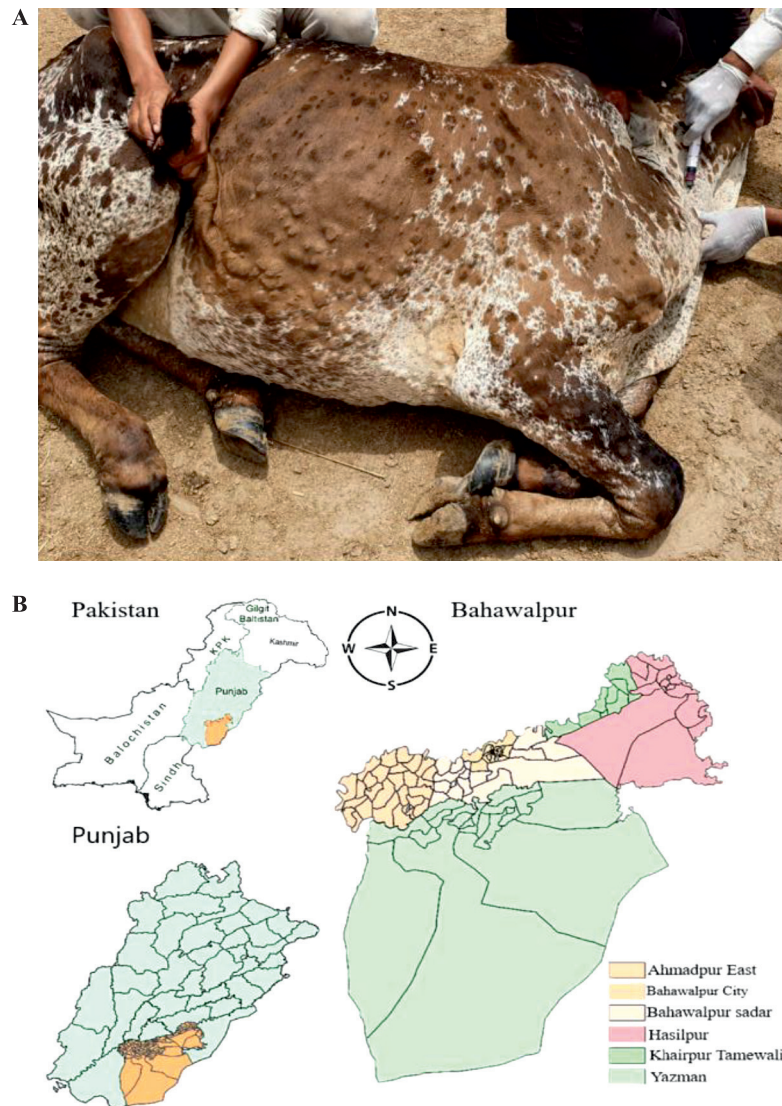 A
B
Pakistan
Bahawalpur
N
W
E
S
Gilgit
Baltistan
KPK
Kashmir
Punjab
Balochistan
Sindh
Punjab
Ahmadpur East
Bahawalpur City
Bahawalpur sadar
Hasilpur
Khairpur Tamewali
Yazman